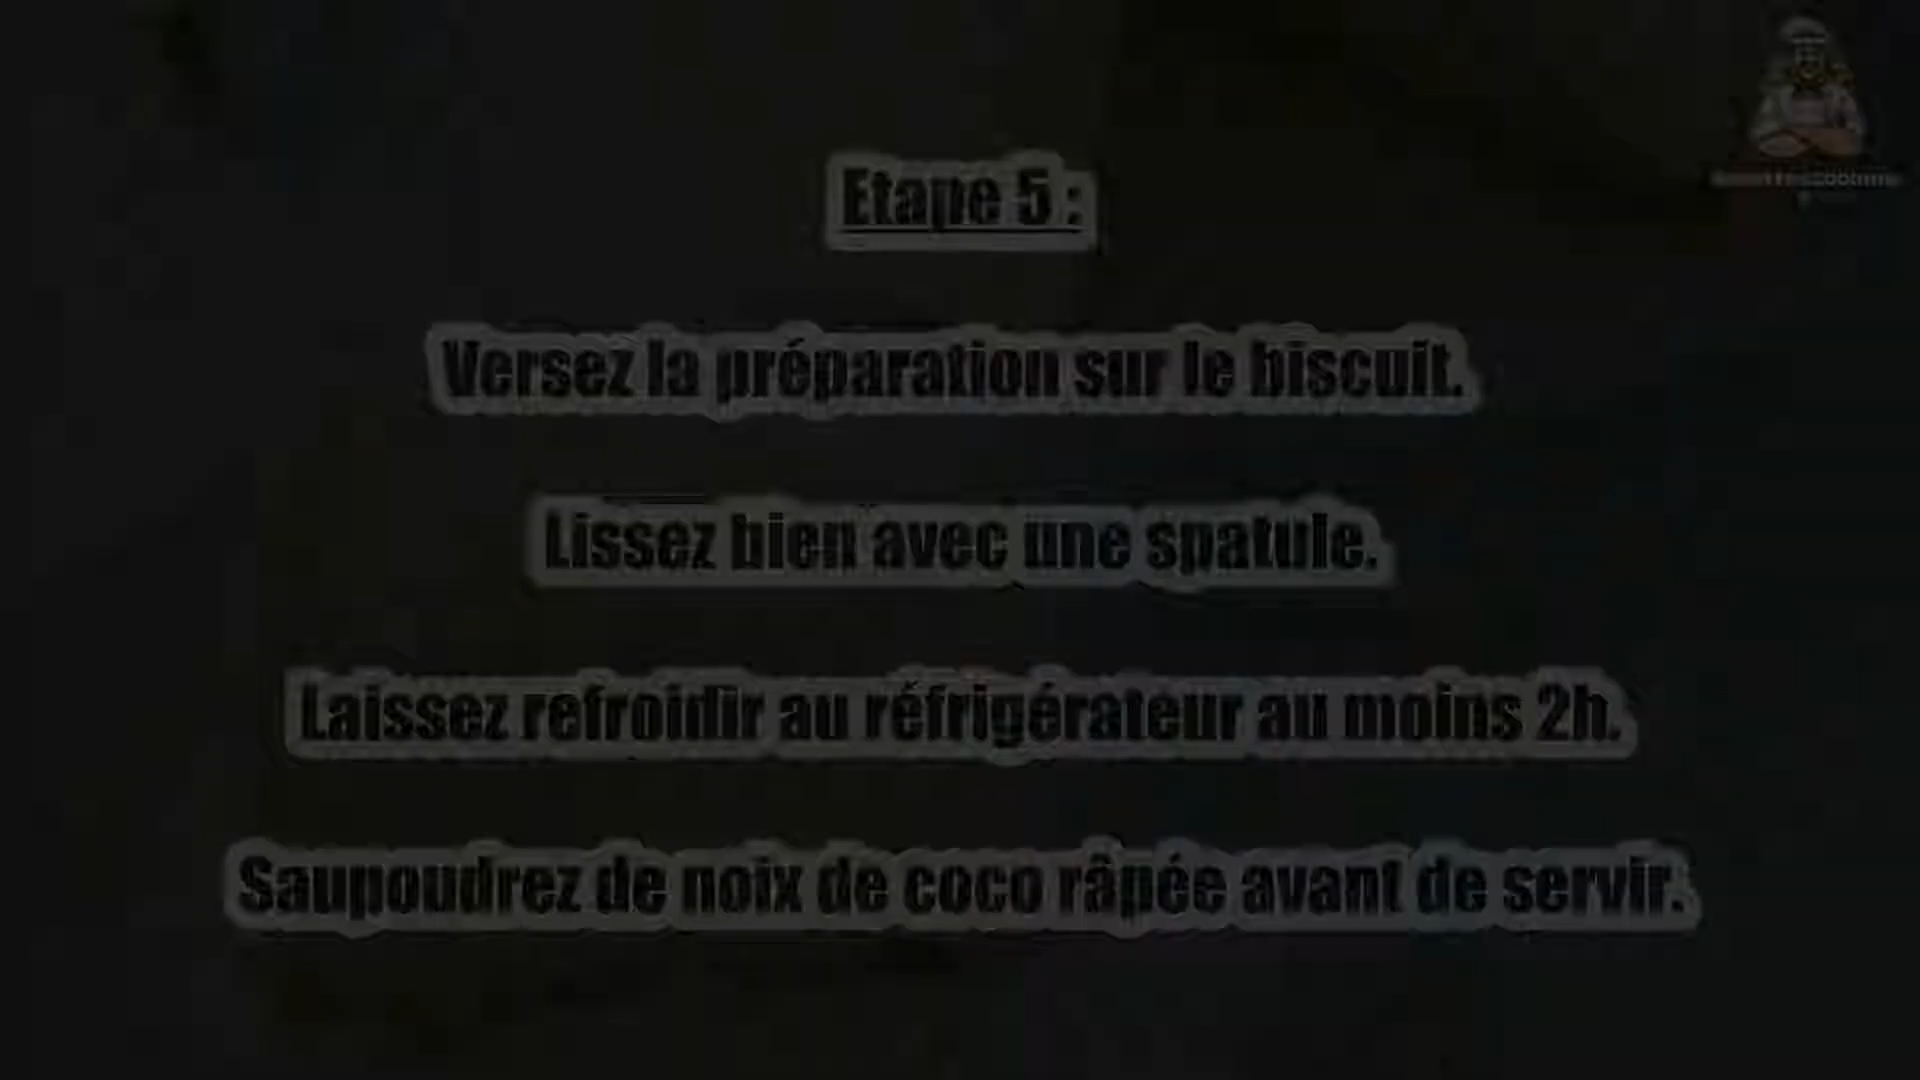 Etape 5 :
Versez la préparation sur le biscuit.
Lissez bien avec une spatule.
Laissez refroidir au réfrigérateur au moins 2h.
Saupoudrez de noix de coco râpée avant de servir.